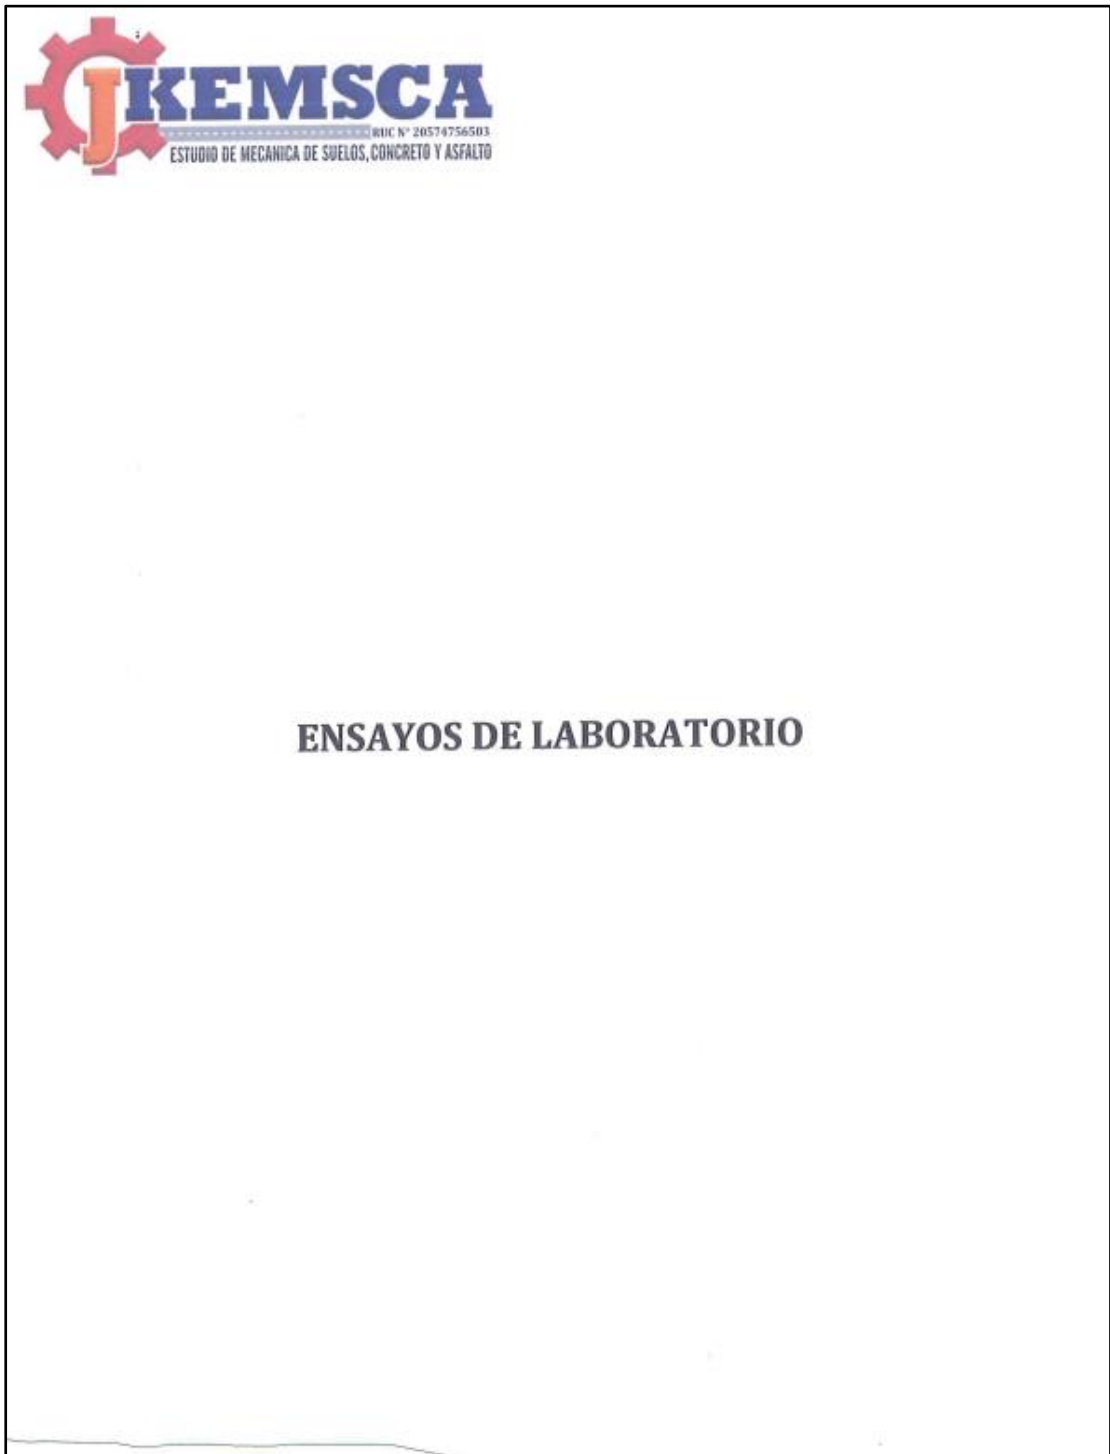 JKEMSCA
RUC N° 20574756503
ESTUDIO DE MECANICA DE SUELOS, CONCRETO Y ASFALTO
ENSAYOS DE LABORATORIO